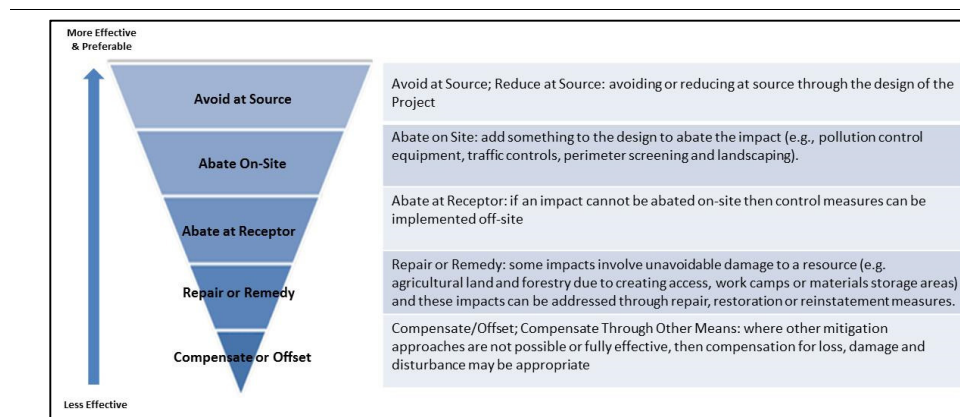 More Effective
& Preferable
Avoid at Source
Avoid at Source; Reduce at Source: avoiding or reducing at source through the design of the
Project
Abate On-Site
Abate on Site: add something to the design to abate the impact (e.g., pollution control
equipment, traffic controls, perimeter screening and landscaping).
Abate at Receptor
Abate at Receptor: if an impact cannot be abated on-site then control measures can be
implemented off-site
Repair or Remedy
Repair or Remedy: some impacts involve unavoidable damage to a resource (e.g.
agricultural land and forestry due to creating access, work camps or materials storage areas)
and these impacts can be addressed through repair, restoration or reinstatement measures.
Compensate or Offset
Compensate/Offset; Compensate Through Other Means: where other mitigation
approaches are not possible or fully effective, then compensation for loss, damage and
disturbance may be appropriate
Less Effective